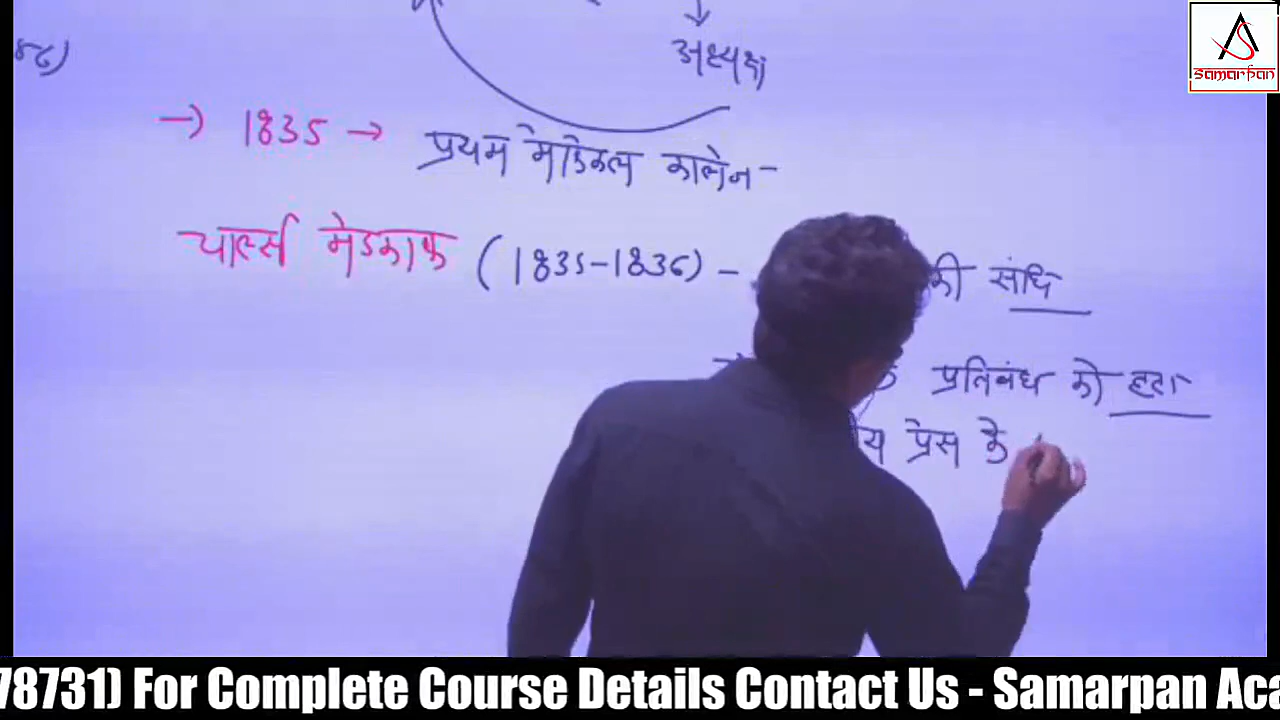 अध्यक्ष
→ 1835 → प्रथम मेडिकल कालेज -
चार्ल्स मेटकाफ (1835-1836) - की संधि
प्रतिबंध को हटा
प्रेस के
SAMARPAN
78731) For Complete Course Details Contact Us - Samarpan Aca